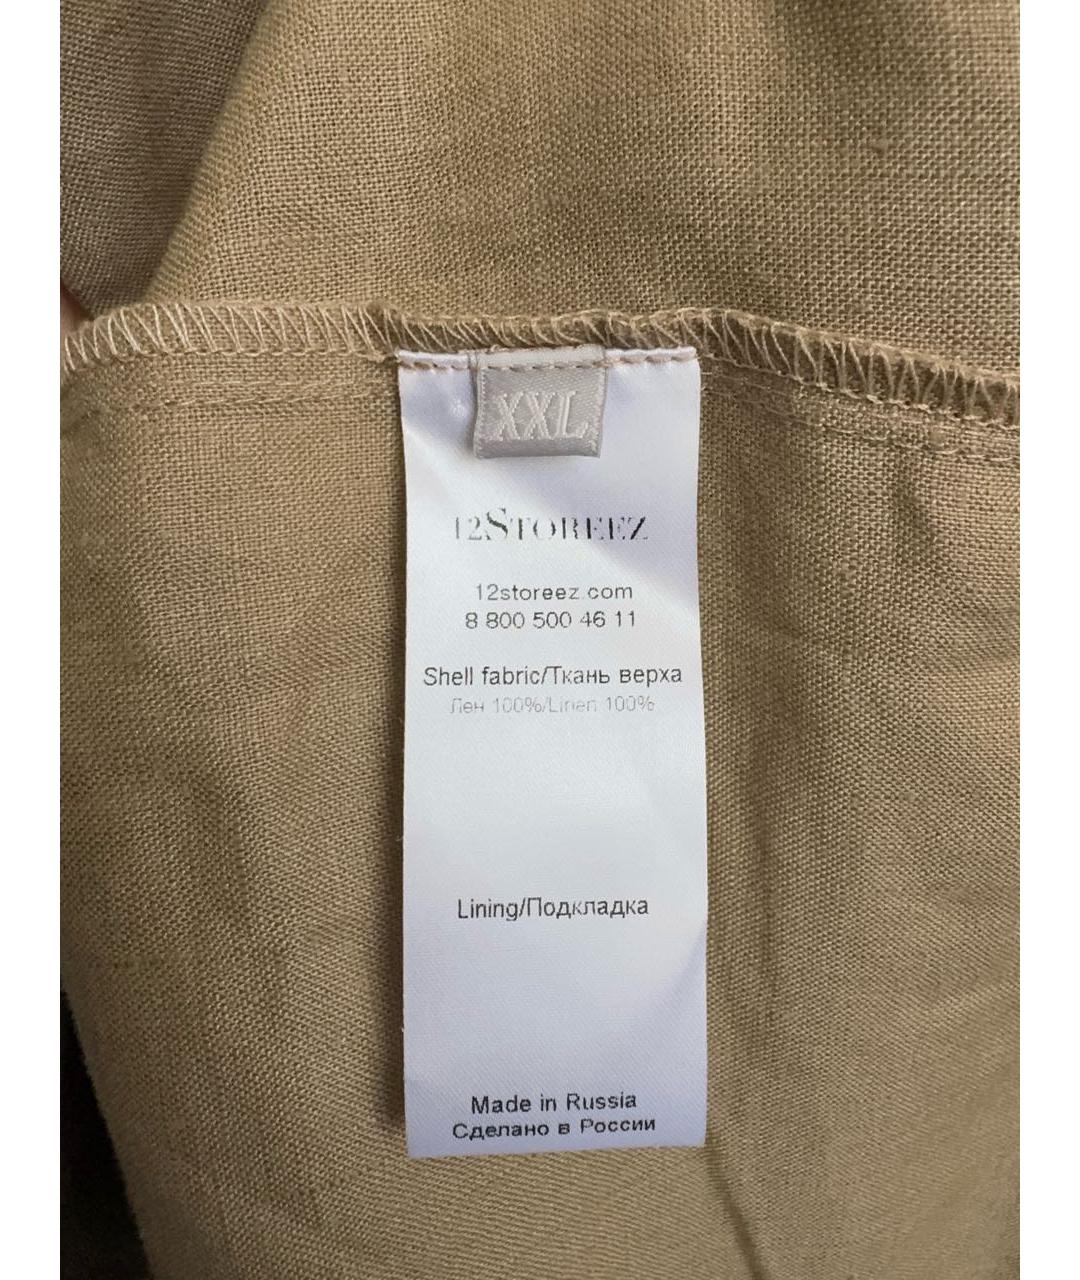 XXL
12STOREEZ
12storeez.com
8 800 500 46 11
Shell fabric/Ткань верха
Лен 100%/Linen 100%
Lining/Подкладка
Made in Russia
Сделано в России